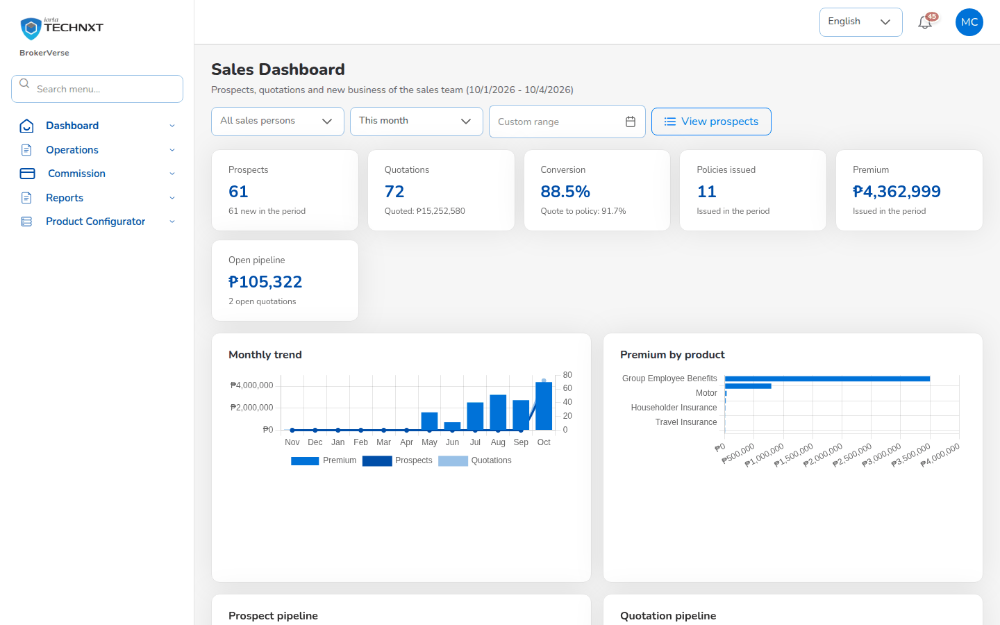 iorta
TECHNXT
BrokerVerse
Search menu...
Dashboard
Operations
Commission
Reports
Product Configurator
English
45
MC
Sales Dashboard
Prospects, quotations and new business of the sales team (10/1/2026 - 10/4/2026)
All sales persons
This month
Custom range
View prospects
Prospects
61
61 new in the period
Quotations
72
Quoted: ₱15,252,580
Conversion
88.5%
Quote to policy: 91.7%
Policies issued
11
Issued in the period
Premium
₱4,362,999
Issued in the period
Open pipeline
₱105,322
2 open quotations
Monthly trend
₱4,000,000
₱2,000,000
₱0
80
60
40
20
0
Nov Dec Jan Feb Mar Apr May Jun Jul Aug Sep Oct
Premium Prospects Quotations
Premium by product
Group Employee Benefits
Motor
Householder Insurance
Travel Insurance
₱0 ₱500,000 ₱1,000,000 ₱1,500,000 ₱2,000,000 ₱2,500,000 ₱3,000,000 ₱3,500,000 ₱4,000,000
Prospect pipeline
Quotation pipeline